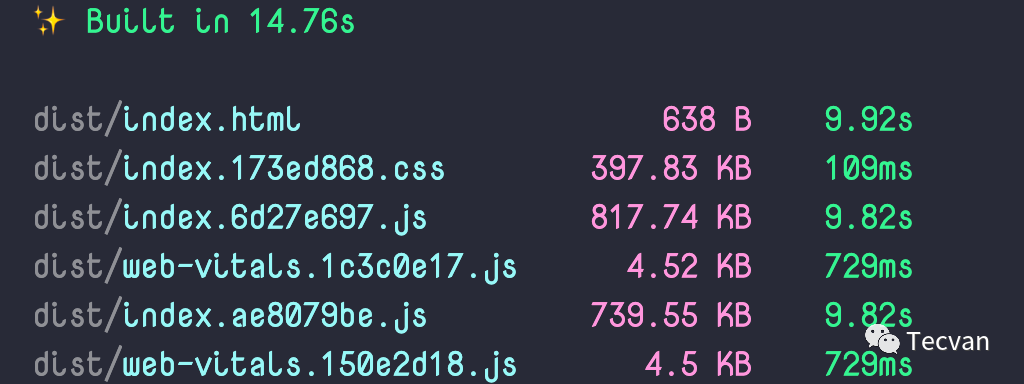 ✨ Built in 14.76s
dist/index.html 638 B 9.92s
dist/index.173ed868.css 397.83 KB 109ms
dist/index.6d27e697.js 817.74 KB 9.82s
dist/web-vitals.1c3c0e17.js 4.52 KB 729ms
dist/index.ae8079be.js 739.55 KB 9.82s
Tecvan
dist/web-vitals.150e2d18.js 4.5 KB 729ms